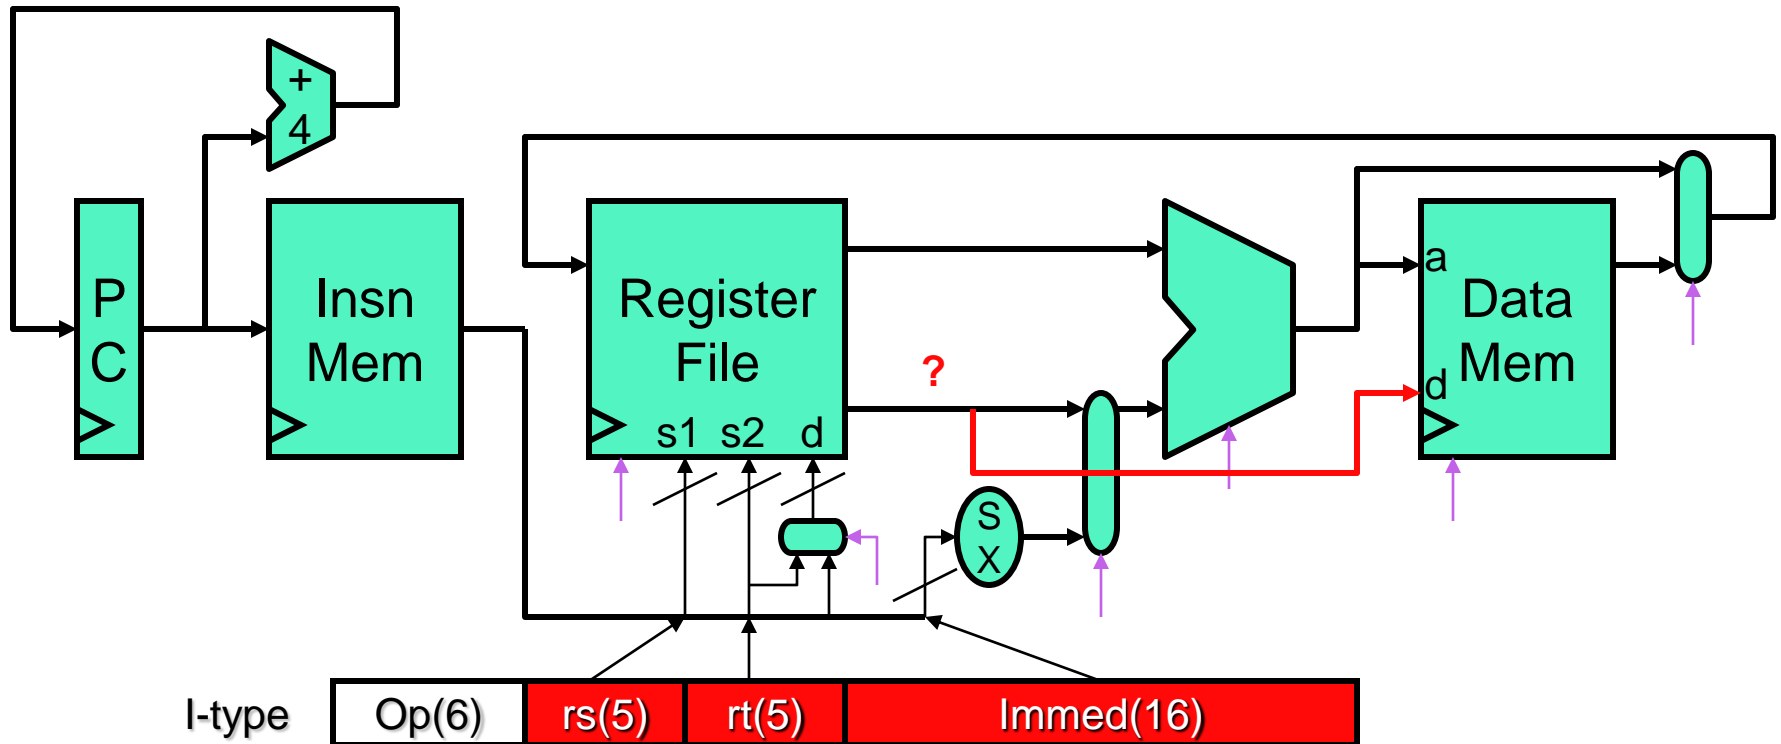 +
4
P
C
Insn
Mem
Register
File
s1 s2 d
?
S
X
a
d
Data
Mem
I-type Op(6) rs(5) rt(5) Immed(16)